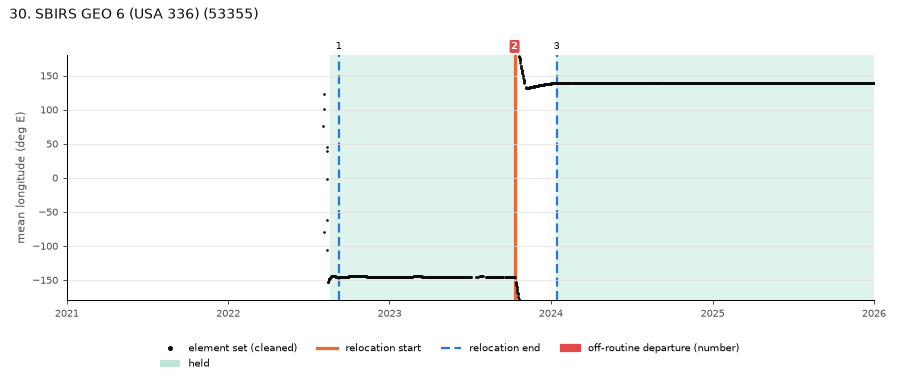 30. SBIRS GEO 6 (USA 336) (53355)
1
2
3
mean longitude (deg E)
150
100
50
0
−50
−100
−150
2021
2022
2023
2024
2025
2026
element set (cleaned)
relocation start
relocation end
off-routine departure (number)
held